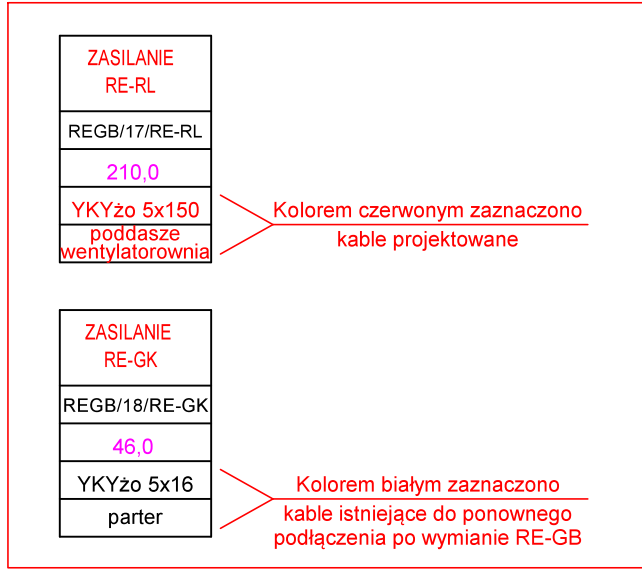 ZASILANIE
RE-RL
REGB/17/RE-RL
210,0
YKYżo 5x150
poddasze
wentylatorownia
Kolorem czerwonym zaznaczono
kable projektowane
ZASILANIE
RE-GK
REGB/18/RE-GK
46,0
YKYżo 5x16
parter
Kolorem białym zaznaczono
kable istniejące do ponownego
podłączenia po wymianie RE-GB